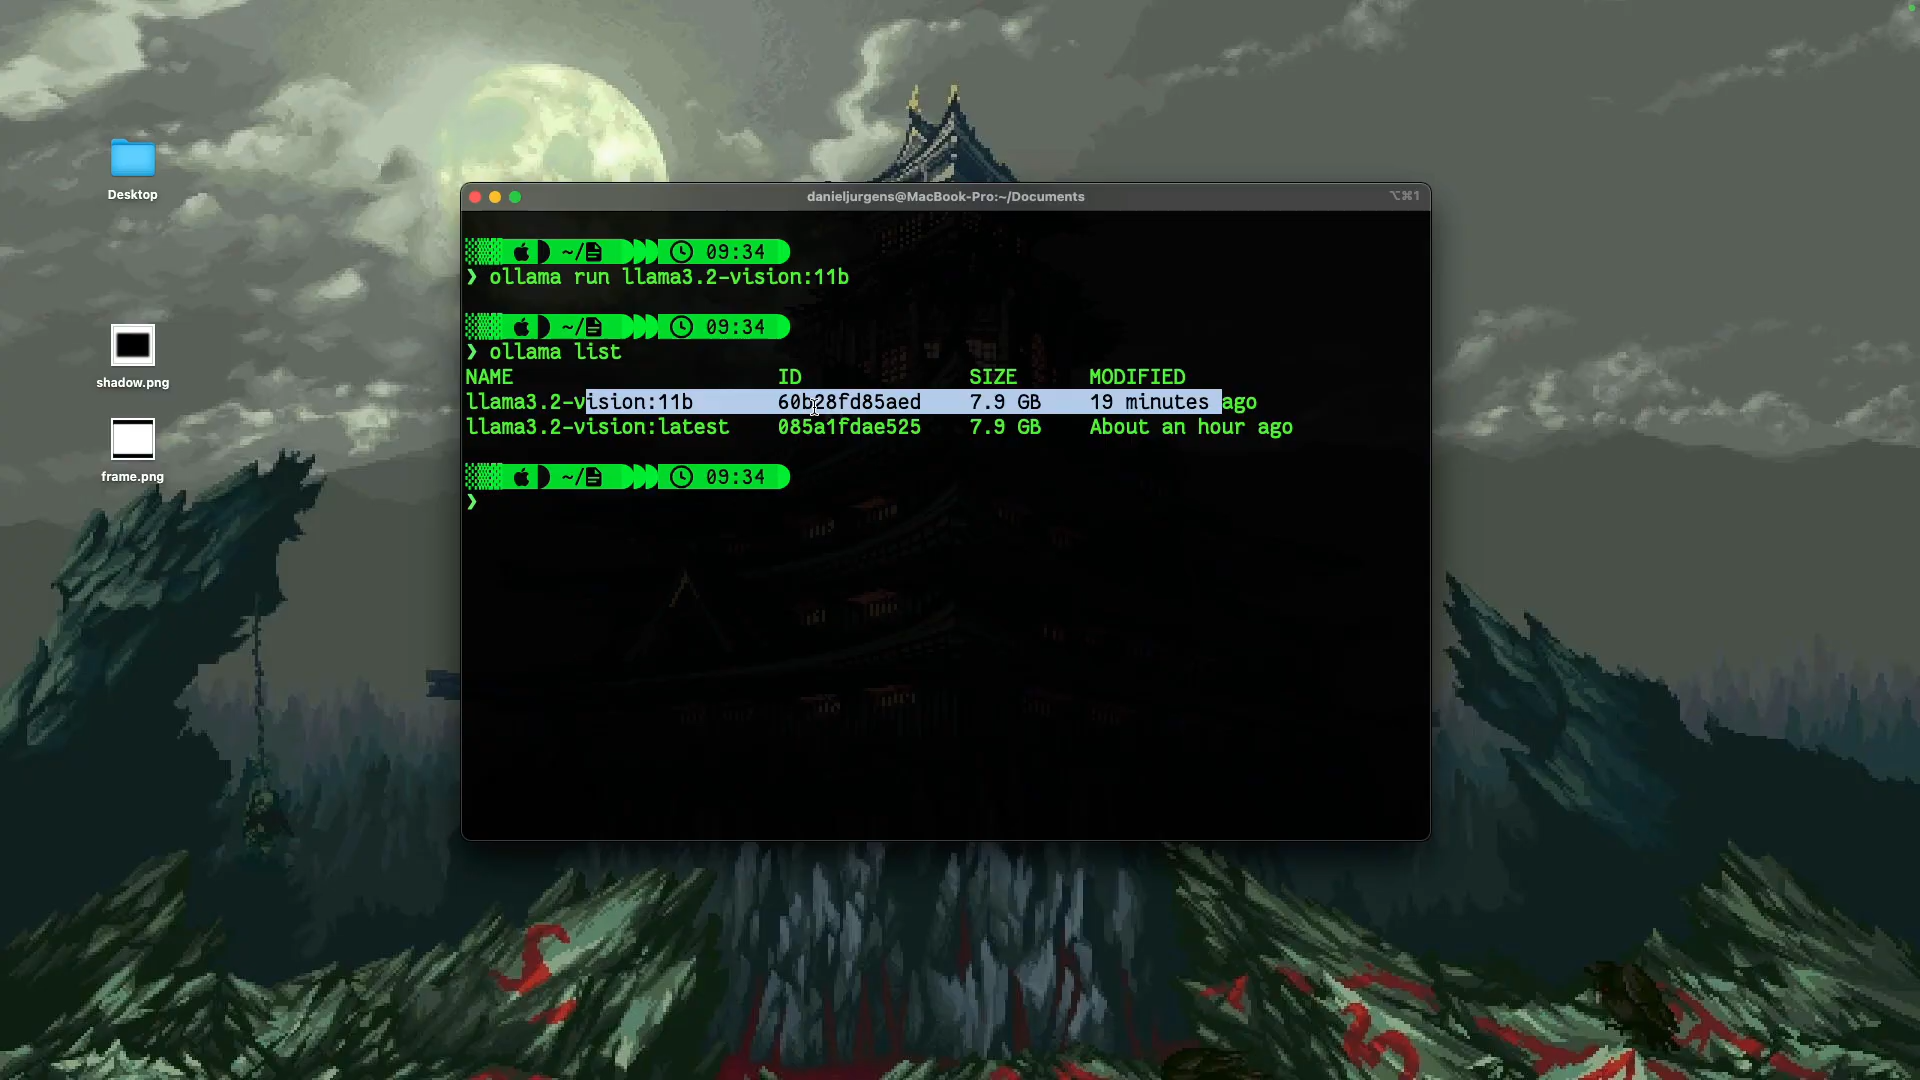 danieljurgens@MacBook-Pro:~/Documents ⌥⌘1
Desktop
~/ 09:34
❯ ollama run llama3.2-vision:11b
~/ 09:34
shadow.png
❯ ollama list
NAME ID SIZE MODIFIED
llama3.2-vision:11b 60b28fd85aed 7.9 GB 19 minutes ago
llama3.2-vision:latest 085a1fdae525 7.9 GB About an hour ago
frame.png
~/ 09:34
❯